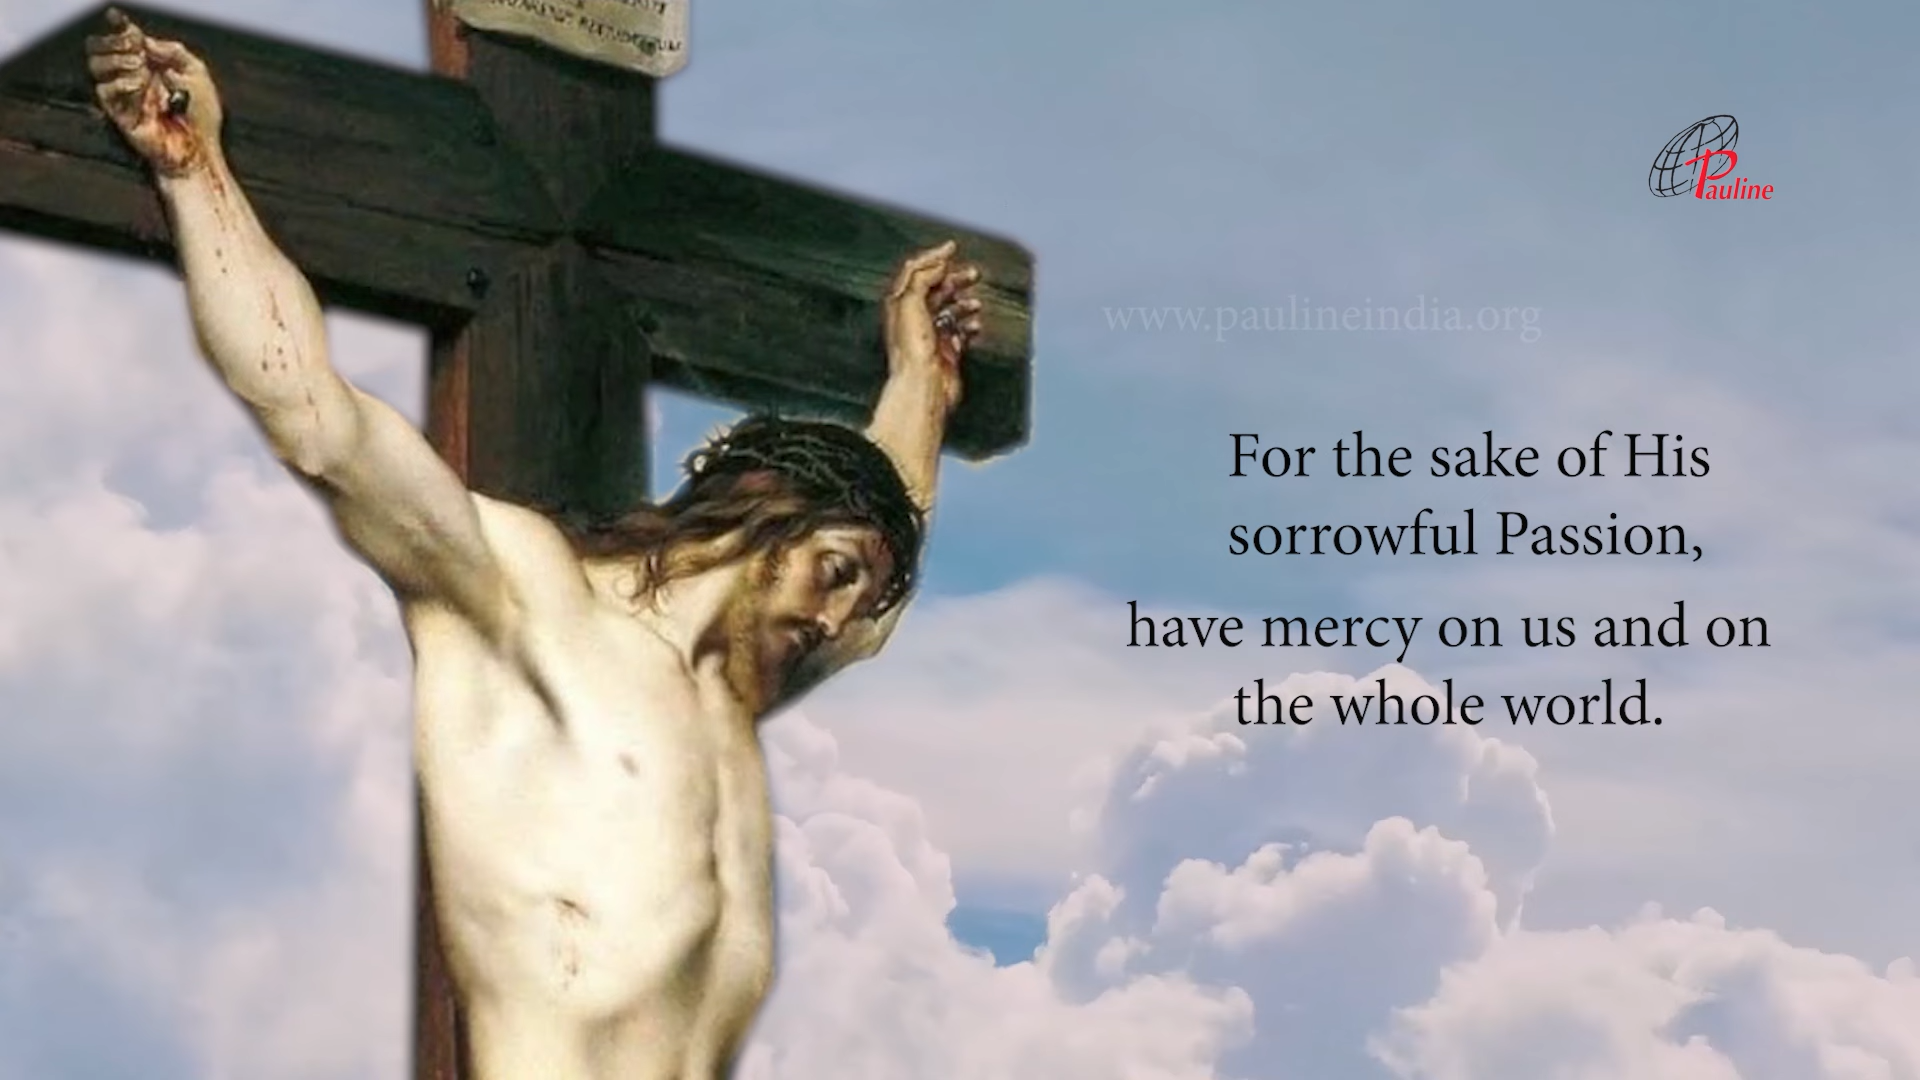 Pauline
www.paulineindia.org
For the sake of His
sorrowful Passion,
have mercy on us and on
the whole world.